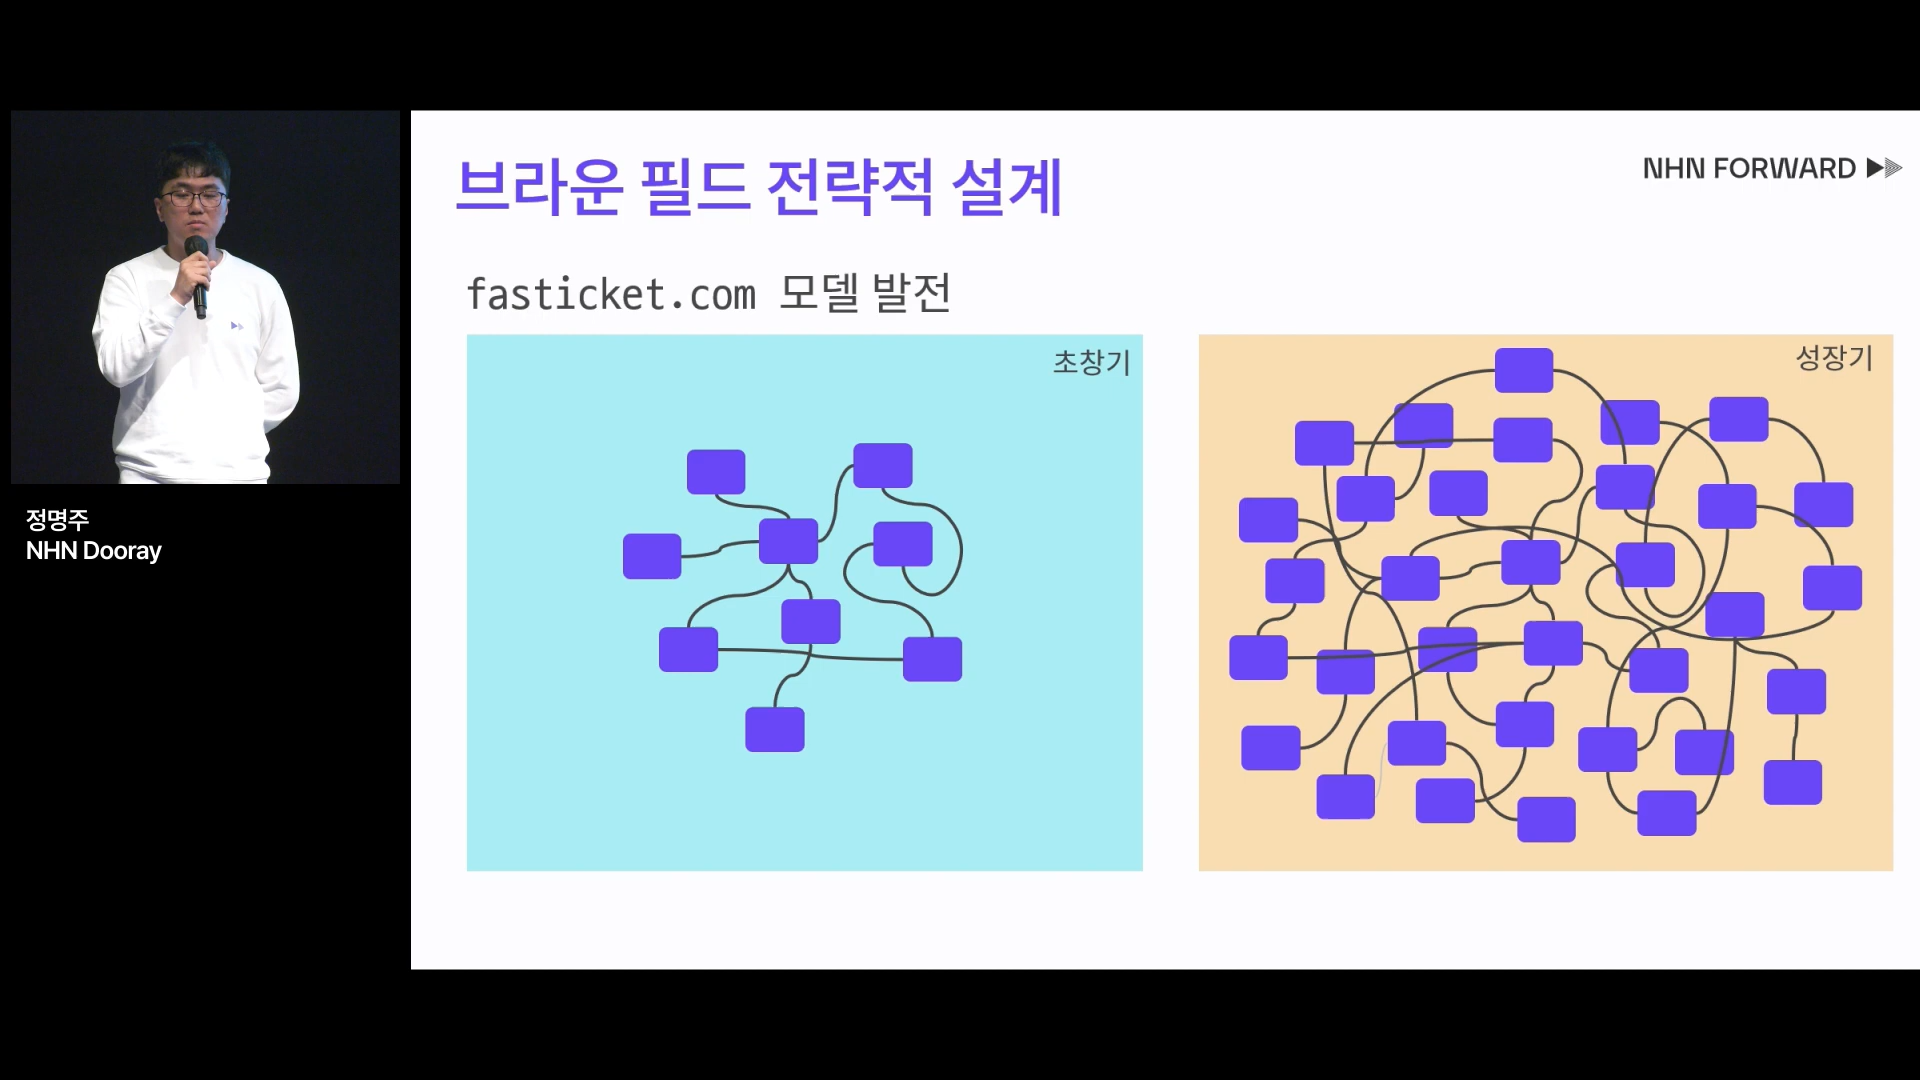 브라운 필드 전략적 설계
NHN FORWARD
fasticket.com 모델 발전
초창기
성장기
정명주
NHN Dooray